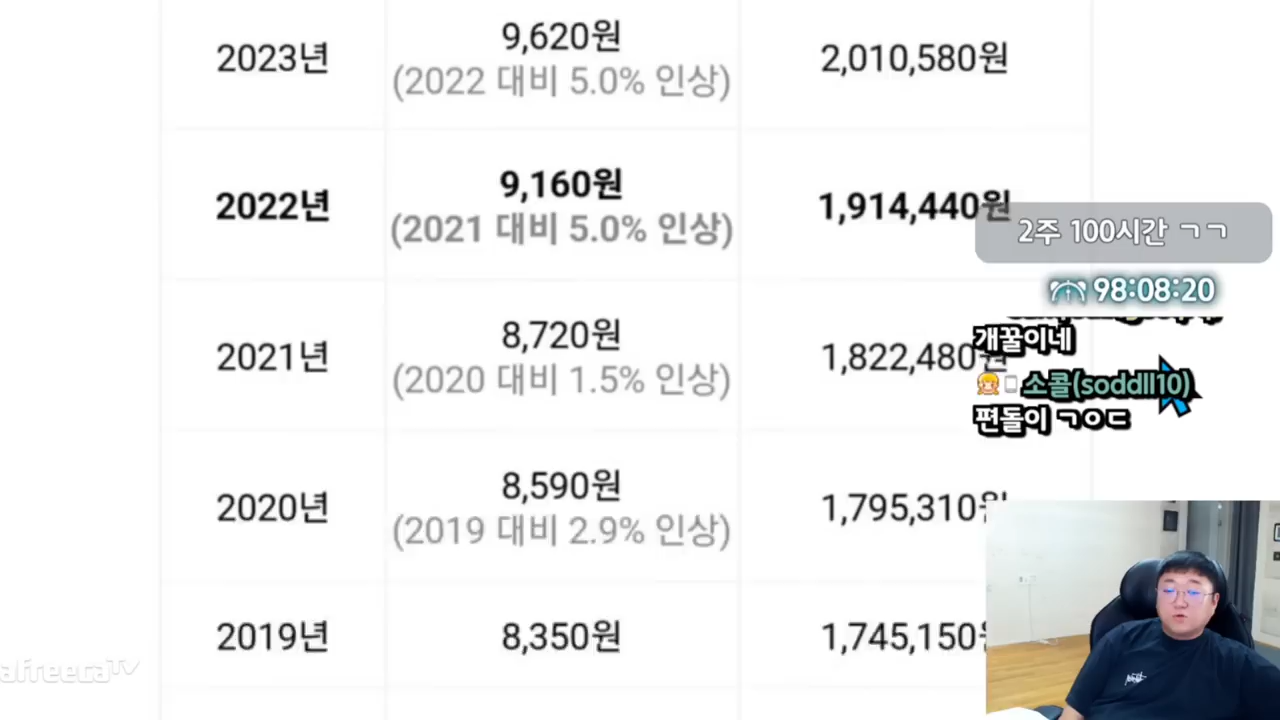 2023년
9,620원
(2022 대비 5.0% 인상)
2,010,580원
2022년
9,160원
(2021 대비 5.0% 인상)
1,914,440원
2주 100시간 ㄱㄱ
98:08:20
개꿀이네
소콜(soddll10)
편돌이 ㄱㅇㄷ
2021년
8,720원
(2020 대비 1.5% 인상)
1,822,480원
2020년
8,590원
(2019 대비 2.9% 인상)
1,795,310원
2019년
8,350원
1,745,150원
afreecaTV